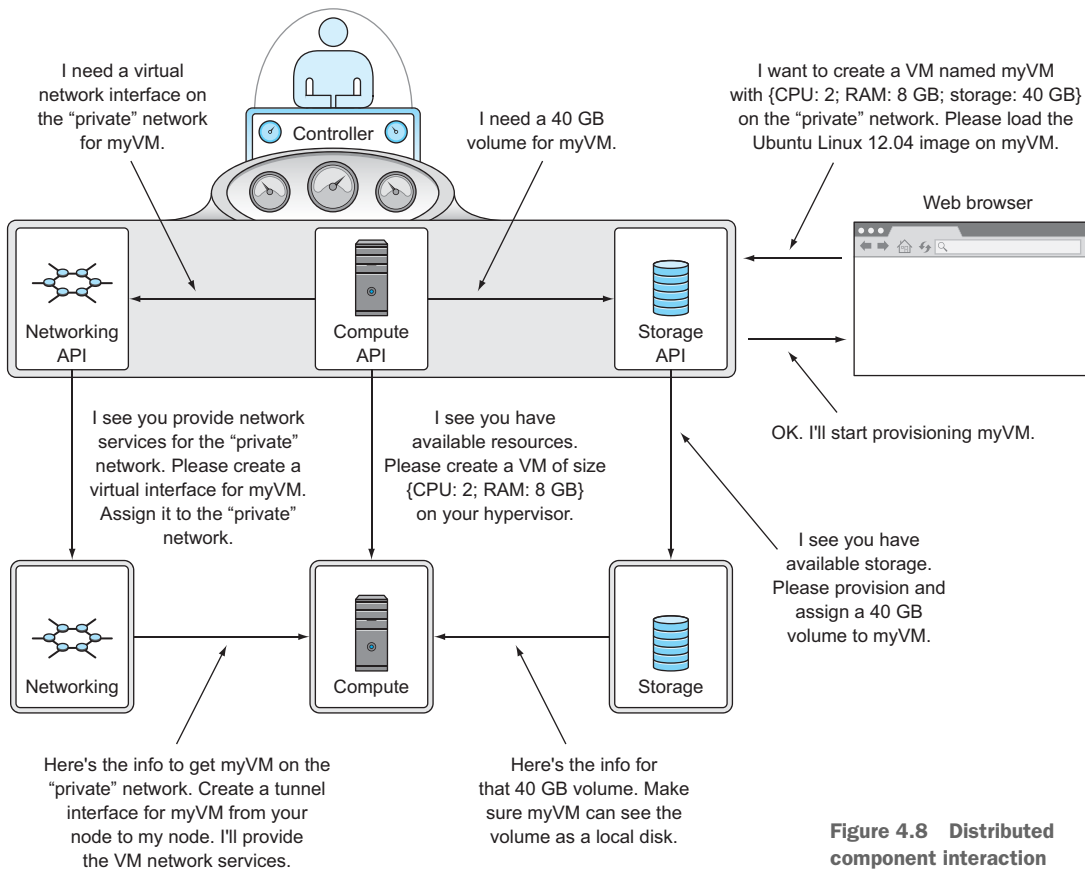 I need a virtual
network interface on
the “private” network
for myVM.
Controller
I need a 40 GB
volume for myVM.
I want to create a VM named myVM
with {CPU: 2; RAM: 8 GB; storage: 40 GB}
on the “private” network. Please load the
Ubuntu Linux 12.04 image on myVM.
Web browser
Networking
API
Compute
API
Storage
API
OK. I'll start provisioning myVM.
I see you provide network
services for the “private”
network. Please create a
virtual interface for myVM.
Assign it to the “private”
network.
I see you have
available resources.
Please create a VM of size
{CPU: 2; RAM: 8 GB}
on your hypervisor.
I see you have
available storage.
Please provision and
assign a 40 GB
volume to myVM.
Networking
Compute
Storage
Here's the info to get myVM on the
“private” network. Create a tunnel
interface for myVM from your
node to my node. I'll provide
the VM network services.
Here's the info for
that 40 GB volume. Make
sure myVM can see the
volume as a local disk.
Figure 4.8 Distributed
component interaction